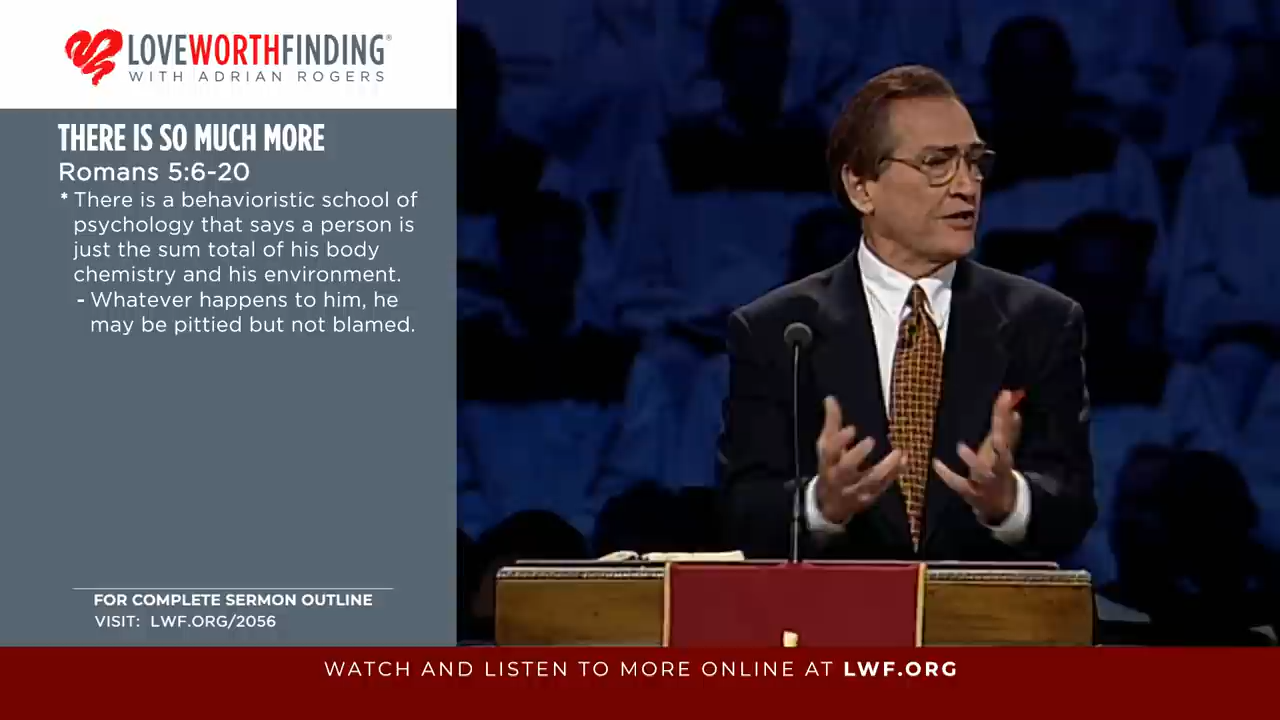 LOVEWORTHFINDING®
WITH ADRIAN ROGERS
THERE IS SO MUCH MORE
Romans 5:6-20
* There is a behavioristic school of
psychology that says a person is
just the sum total of his body
chemistry and his environment.
- Whatever happens to him, he
may be pittied but not blamed.
FOR COMPLETE SERMON OUTLINE
VISIT: LWF.ORG/2056
WATCH AND LISTEN TO MORE ONLINE AT LWF.ORG